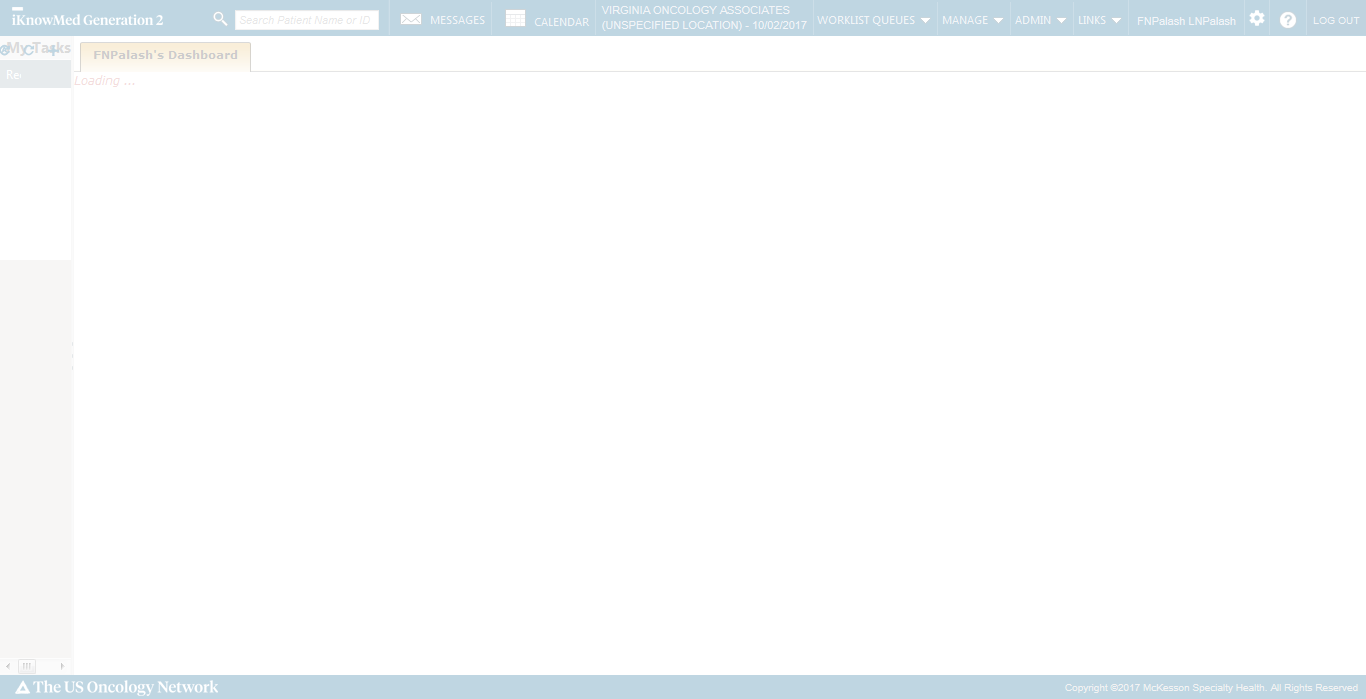 iKnowMed Generation 2
Search Patient Name or ID
MESSAGES
CALENDAR
VIRGINIA ONCOLOGY ASSOCIATES
(UNSPECIFIED LOCATION) - 10/02/2017
WORKLIST QUEUES
MANAGE
ADMIN
LINKS
FNPalash LNPalash
LOG OUT
My Tasks
FNPalash's Dashboard
Re
Loading ...
The US Oncology Network
Copyright ©2017 McKesson Specialty Health. All Rights Reserved